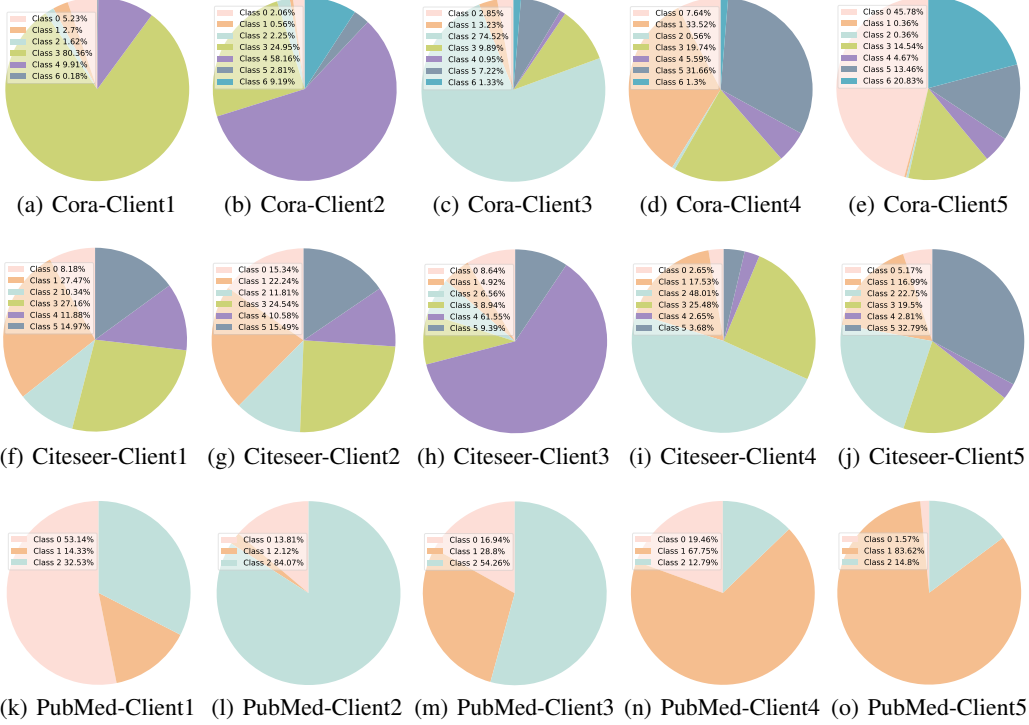 Class 0 5.23%
Class 1 2.7%
Class 2 1.62%
Class 3 80.36%
Class 4 9.91%
Class 6 0.18%
(a) Cora-Client1
Class 0 2.06%
Class 1 0.56%
Class 2 2.25%
Class 3 24.95%
Class 4 58.16%
Class 5 2.81%
Class 6 9.19%
(b) Cora-Client2
Class 0 2.85%
Class 1 3.23%
Class 2 74.52%
Class 3 9.89%
Class 4 0.95%
Class 5 7.22%
Class 6 1.33%
(c) Cora-Client3
Class 0 7.64%
Class 1 33.52%
Class 2 0.56%
Class 3 19.74%
Class 4 5.59%
Class 5 31.66%
Class 6 1.3%
(d) Cora-Client4
Class 0 45.78%
Class 1 0.36%
Class 2 0.36%
Class 3 14.54%
Class 4 4.67%
Class 5 13.46%
Class 6 20.83%
(e) Cora-Client5
Class 0 8.18%
Class 1 27.47%
Class 2 10.34%
Class 3 27.16%
Class 4 11.88%
Class 5 14.97%
(f) Citeseer-Client1
Class 0 15.34%
Class 1 22.24%
Class 2 11.81%
Class 3 24.54%
Class 4 10.58%
Class 5 15.49%
(g) Citeseer-Client2
Class 0 8.64%
Class 1 4.92%
Class 2 6.56%
Class 3 8.94%
Class 4 61.55%
Class 5 9.39%
(h) Citeseer-Client3
Class 0 2.65%
Class 1 17.53%
Class 2 48.01%
Class 3 25.48%
Class 4 2.65%
Class 5 3.68%
(i) Citeseer-Client4
Class 0 5.17%
Class 1 16.99%
Class 2 22.75%
Class 3 19.5%
Class 4 2.81%
Class 5 32.79%
(j) Citeseer-Client5
Class 0 53.14%
Class 1 14.33%
Class 2 32.53%
(k) PubMed-Client1
Class 0 13.81%
Class 1 2.12%
Class 2 84.07%
(l) PubMed-Client2
Class 0 16.94%
Class 1 28.8%
Class 2 54.26%
(m) PubMed-Client3
Class 0 19.46%
Class 1 67.75%
Class 2 12.79%
(n) PubMed-Client4
Class 0 1.57%
Class 1 83.62%
Class 2 14.8%
(o) PubMed-Client5